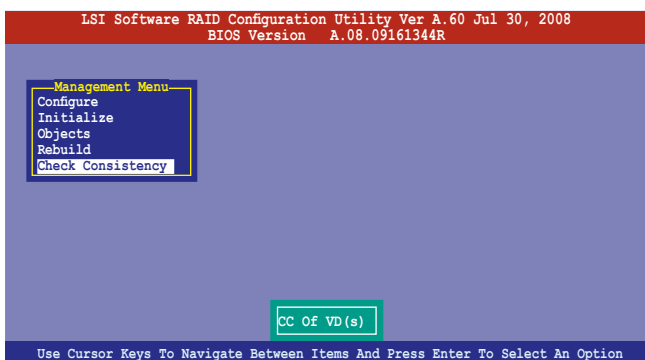 LSI Software RAID Configuration Utility Ver A.60 Jul 30, 2008
BIOS Version A.08.09161344R
Management Menu
Configure
Initialize
Objects
Rebuild
Check Consistency
CC Of VD(s)
Use Cursor Keys To Navigate Between Items And Press Enter To Select An Option